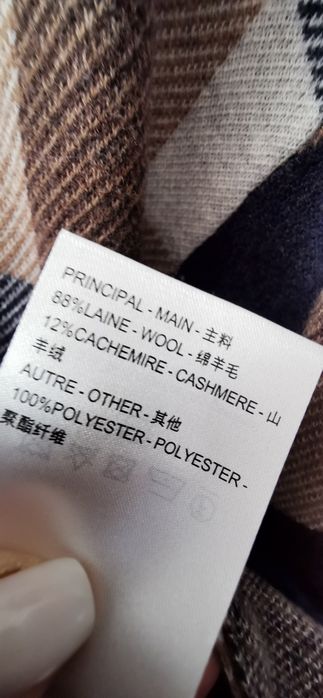 PRINCIPAL - MAIN - 主料
88%LAINE - WOOL - 绵羊毛
12%CACHEMIRE - CASHMERE - 山
羊绒
AUTRE - OTHER - 其他
100%POLYESTER - POLYESTER -
聚酯纤维